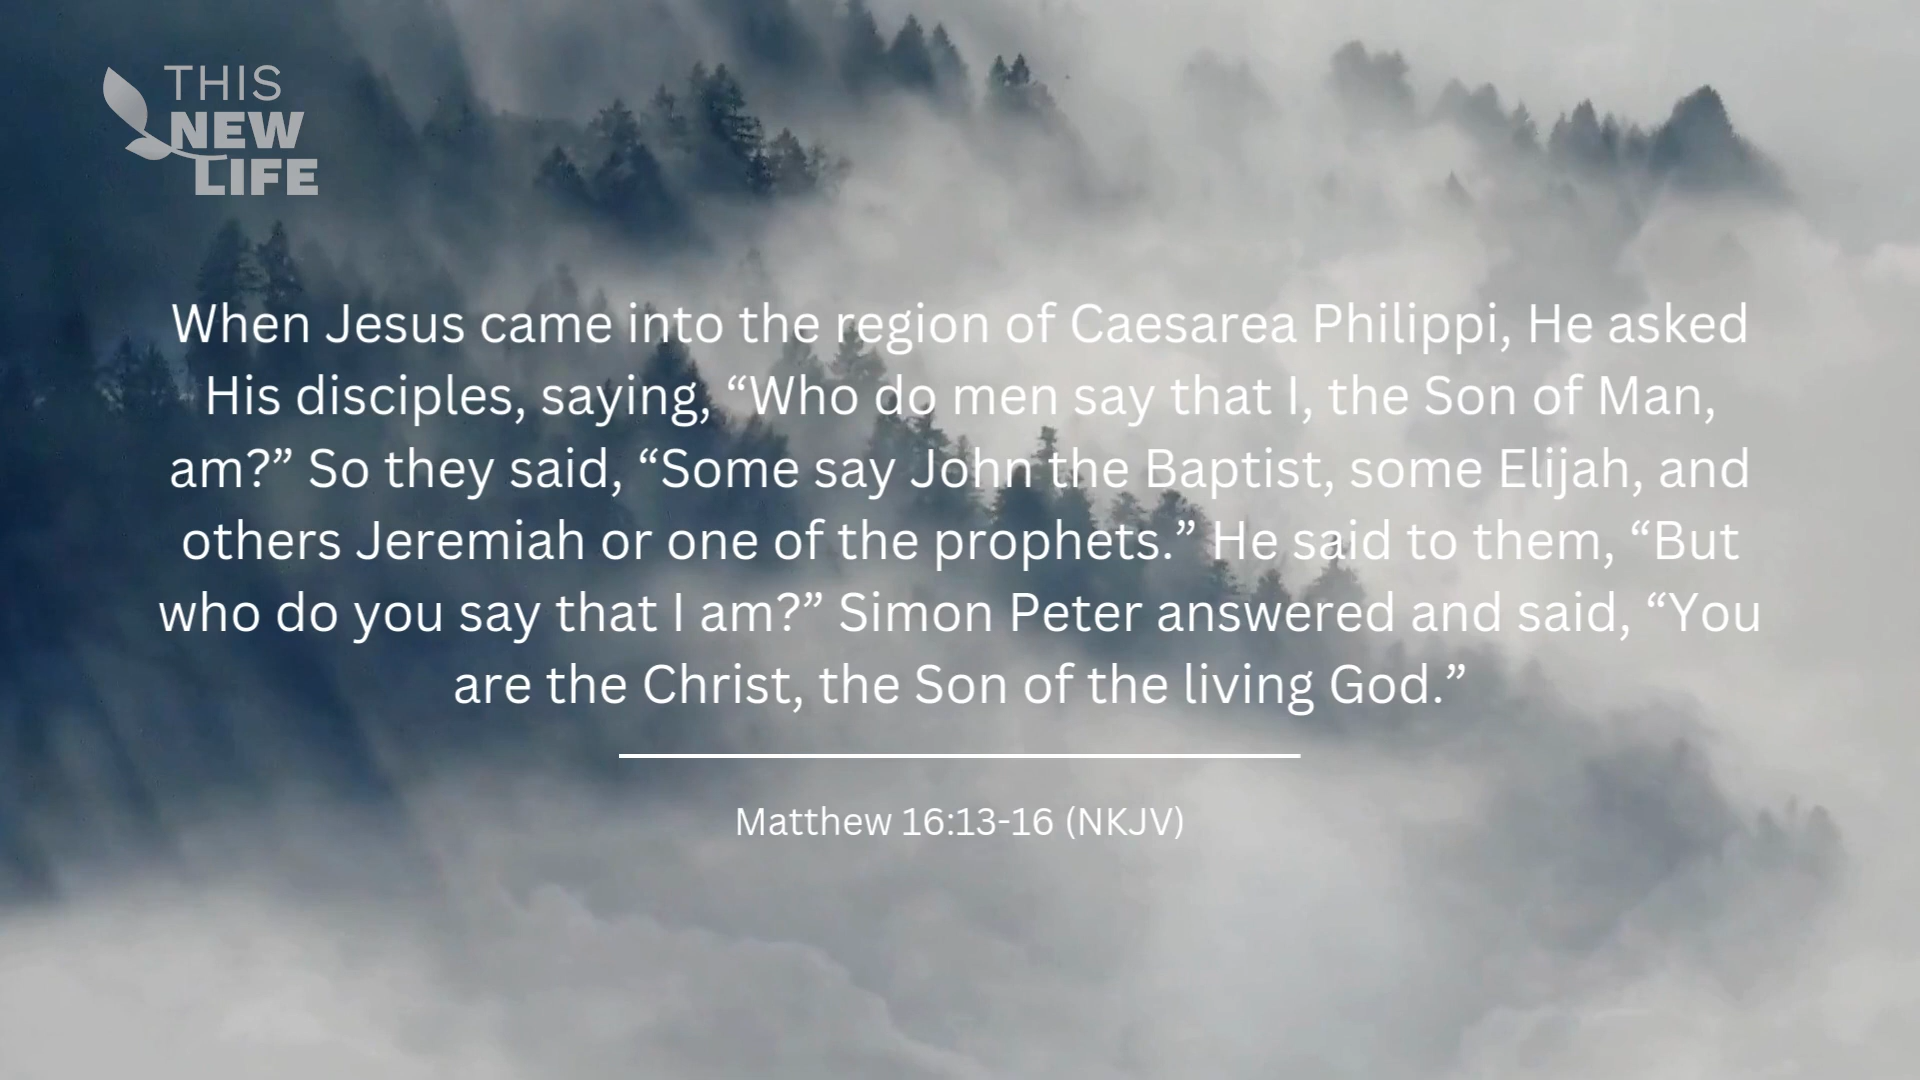 THIS
NEW
LIFE
When Jesus came into the region of Caesarea Philippi, He asked
His disciples, saying, “Who do men say that I, the Son of Man,
am?” So they said, “Some say John the Baptist, some Elijah, and
others Jeremiah or one of the prophets.” He said to them, “But
who do you say that I am?” Simon Peter answered and said, “You
are the Christ, the Son of the living God.”
Matthew 16:13-16 (NKJV)